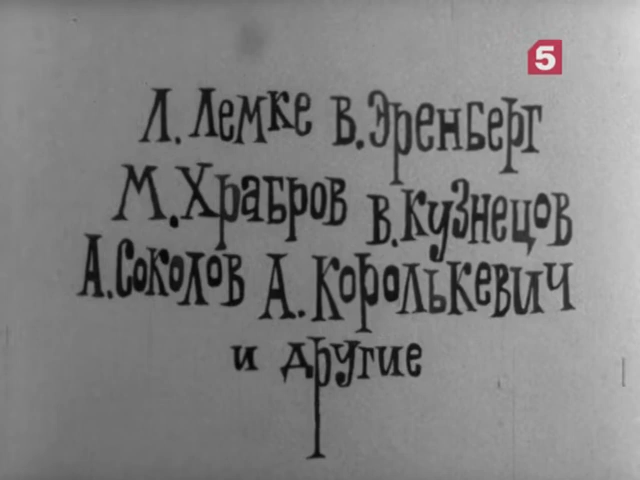 5
Л. Лемке В. Эренберг
М. Храбров В. Кузнецов
А. Соколов А. Королькевич
и другие